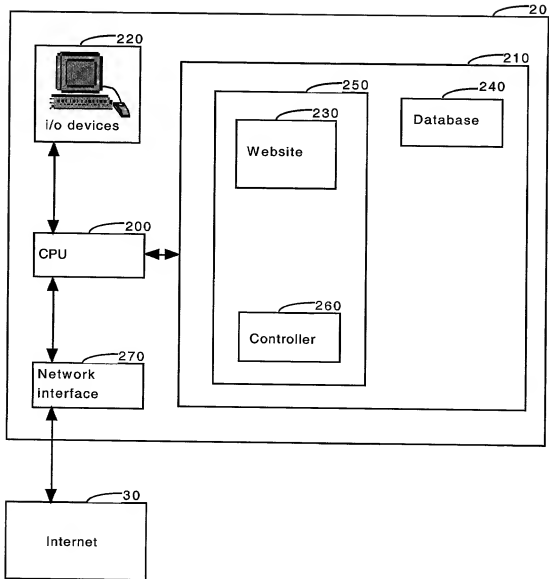 20
220
210
250
240
230
i/o devices
Database
Website
200
CPU
260
Controller
270
Network
interface
30
Internet